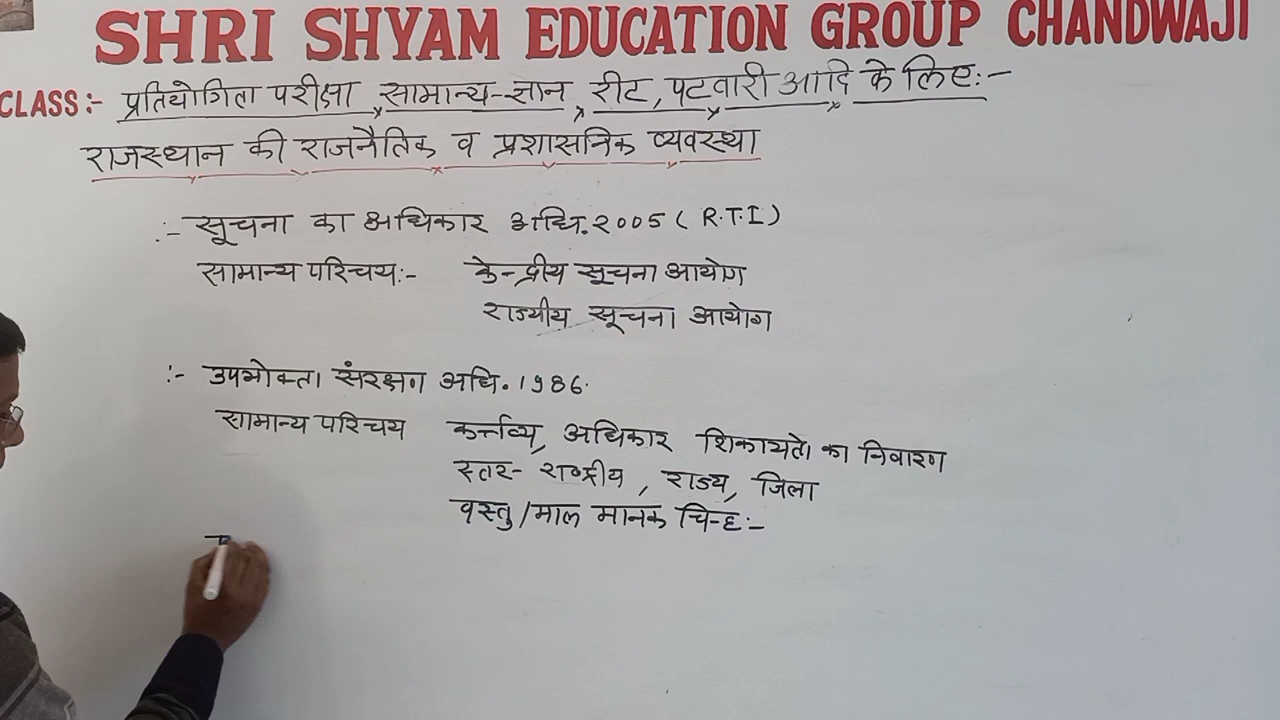 SHRI SHYAM EDUCATION GROUP CHANDWAJI
CLASS:- प्रतियोगिता परीक्षा सामान्य-ज्ञान, रीट, पटवारी आदि के लिए:-
राजस्थान की राजनैतिक व प्रशासनिक व्यवस्था
:- सूचना का अधिकार अधि.२००5 ( R.T.I )
सामान्य परिचय:- केन्द्रीय सूचना आयोग
राज्यीय सूचना आयोग
:- उपभोक्ता संरक्षण अधि. 1986.
सामान्य परिचय कर्त्तव्य, अधिकार शिकायतो का निवारण
स्तर- राष्ट्रीय, राज्य, जिला
वस्तु/माल मानक चिन्ह:-